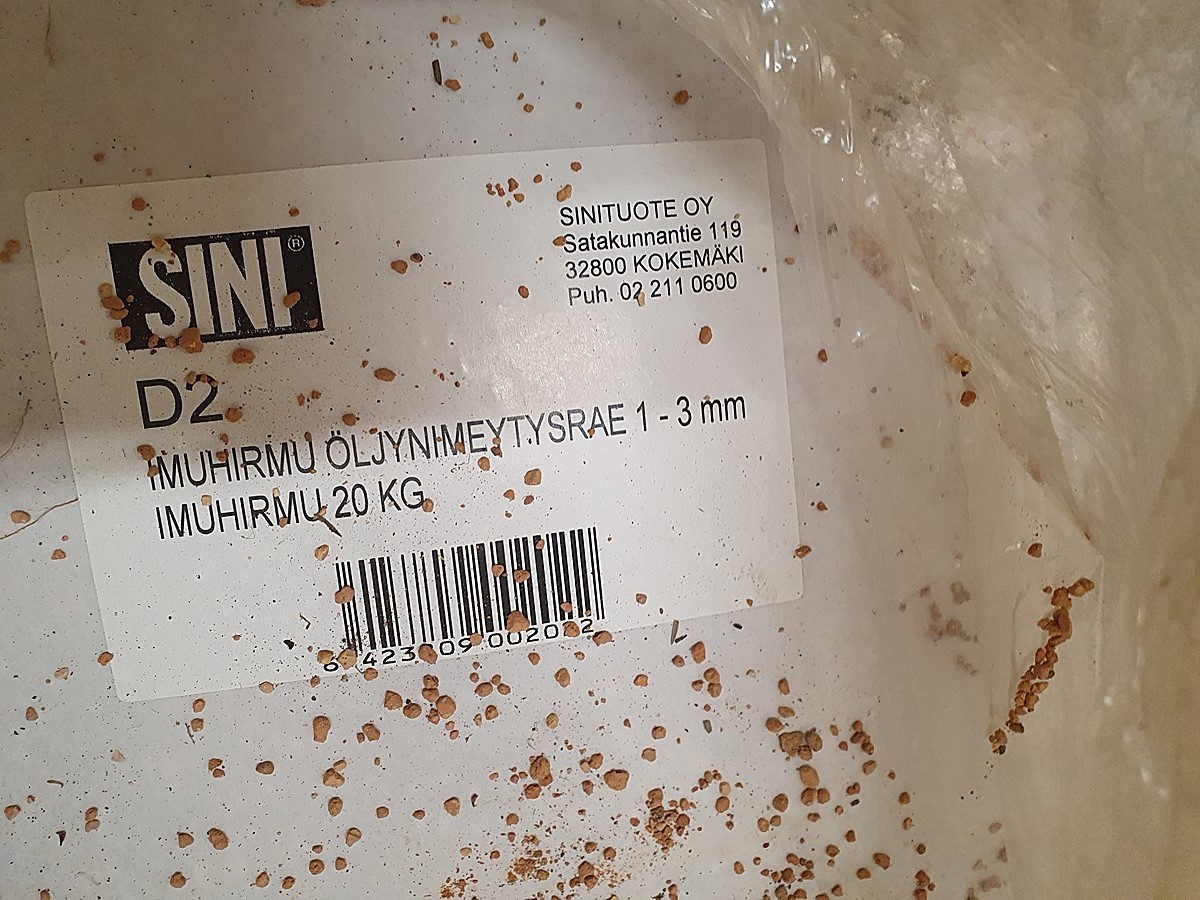 SINI®
SINITUOTE OY
Satakunnantie 119
32800 KOKEMÄKI
Puh. 02 211 0600
D2
IMUHIRMU ÖLJYNIMEYTYSRAE 1 - 3 mm
IMUHIRMU 20 KG